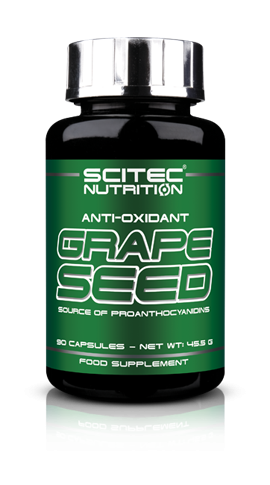 SCITEC
NUTRITION
ANTI-OXIDANT
GRAPE
SEED
SOURCE OF PROANTHOCYANIDINS
90 CAPSULES - NET WT: 45.5 G
FOOD SUPPLEMENT